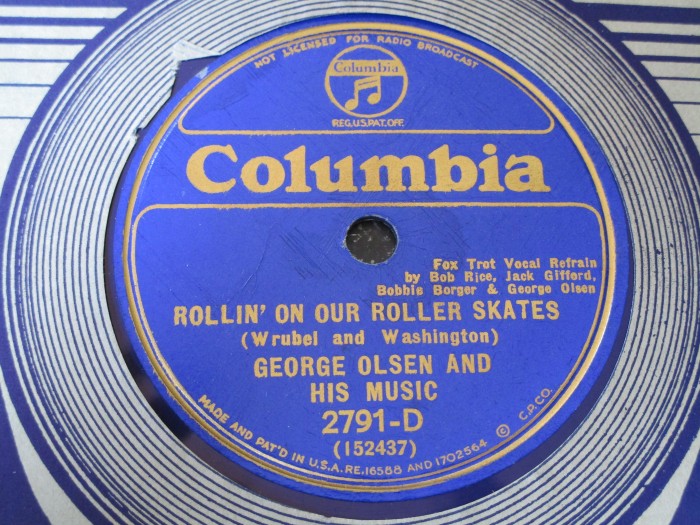 NOT LICENSED FOR RADIO BROADCAST
Columbia
REG.U.S.PAT.OFF.
Columbia
Fox Trot Vocal Refrain
by Bob Rice, Jack Gifford,
Bobbie Borger & George Olsen
ROLLIN' ON OUR ROLLER SKATES
(Wrubel and Washington)
GEORGE OLSEN AND
HIS MUSIC
2791-D
(152437)
MADE AND PAT'D IN U.S.A. RE.16588 AND 1702564 © C.P.CO.